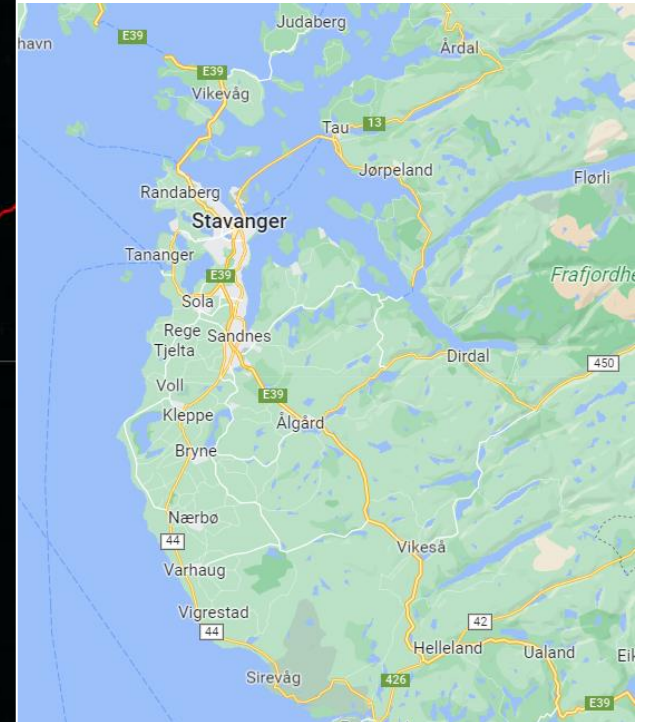 Judaberg
havn
E39
Årdal
E39
Vikevåg
Tau
13
Jørpeland
Flørli
Randaberg
Stavanger
Tananger
E39
Frafjordhe
Sola
Rege
Tjelta
Sandnes
Dirdal
450
Voll
E39
Kleppe
Ålgård
Bryne
Nærbø
44
Vikeså
Varhaug
Vigrestad
44
42
Helleland
Ualand
Eik
Sirevåg
426
E39